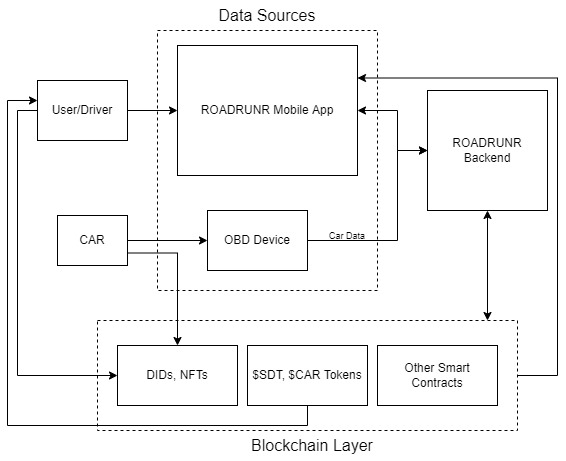 Data Sources
User/Driver
ROADRUNR Mobile App
ROADRUNR
Backend
CAR
OBD Device
Car Data
DIDs, NFTs
$SDT, $CAR Tokens
Other Smart
Contracts
Blockchain Layer